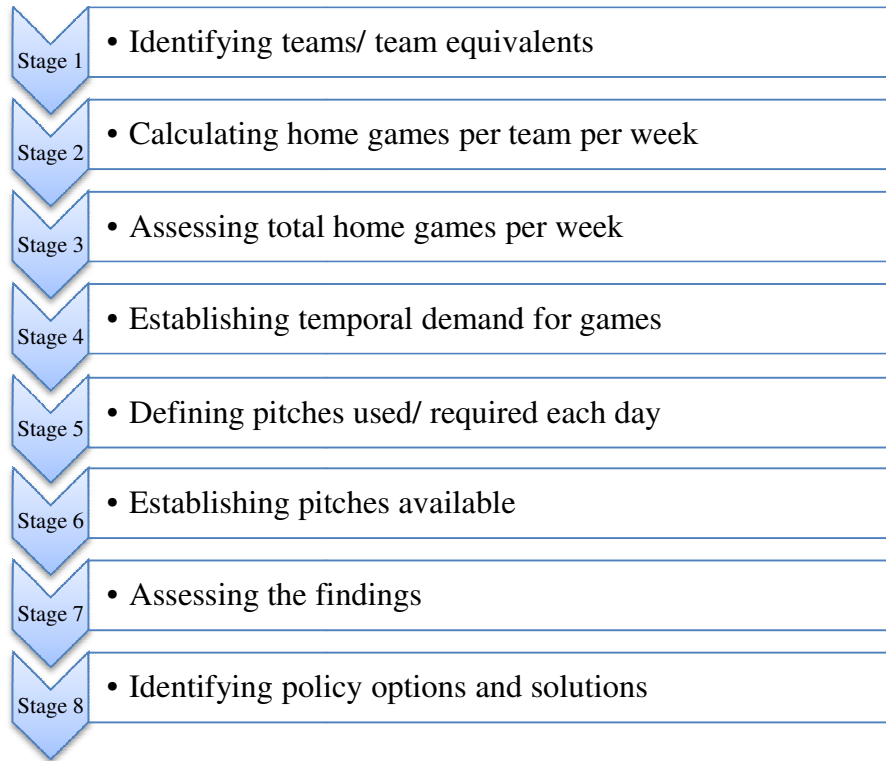 Stage 1
• Identifying teams/ team equivalents
Stage 2
• Calculating home games per team per week
Stage 3
• Assessing total home games per week
Stage 4
• Establishing temporal demand for games
Stage 5
• Defining pitches used/ required each day
Stage 6
• Establishing pitches available
Stage 7
• Assessing the findings
Stage 8
• Identifying policy options and solutions